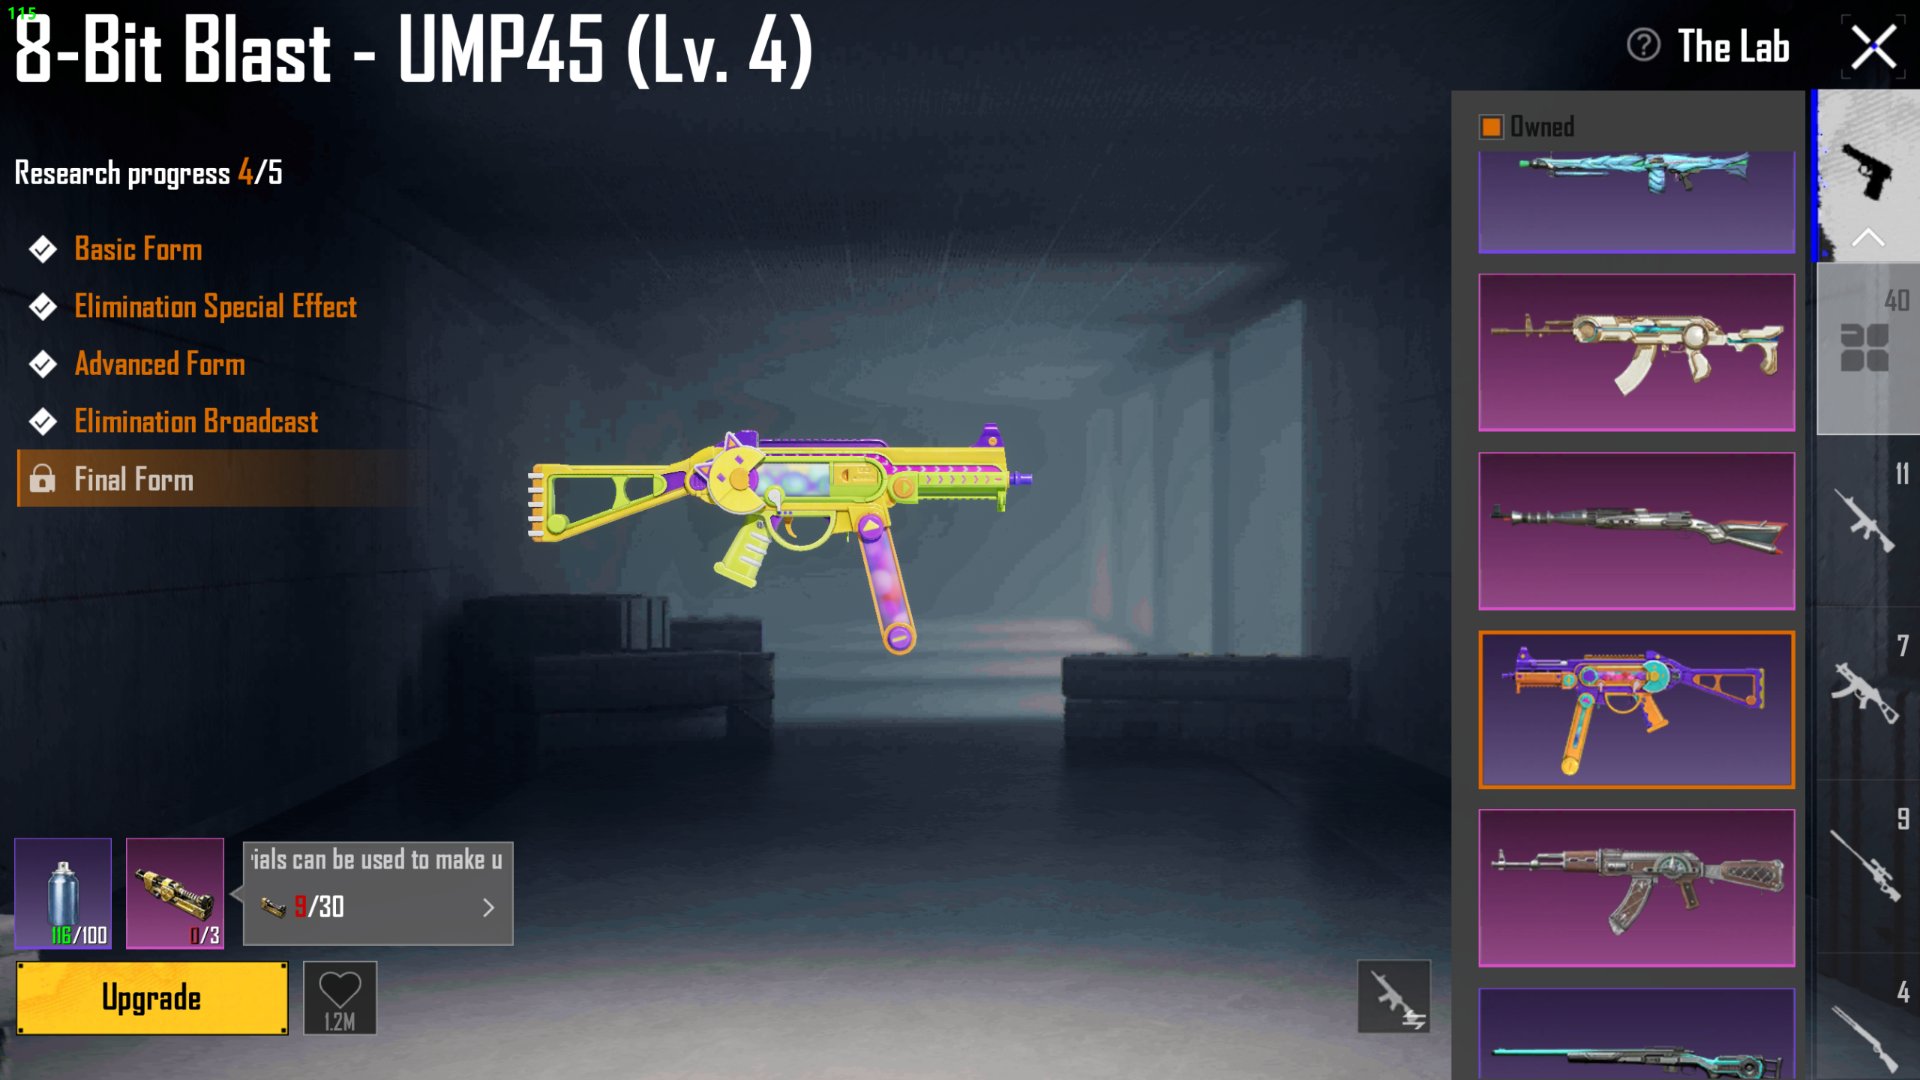 115
8-Bit Blast - UMP45 (Lv. 4)
The Lab
Research progress 4/5
Basic Form
Elimination Special Effect
Advanced Form
Elimination Broadcast
Final Form
116/100
0/3
ials can be used to make u
9/30
Upgrade
1.2M
Owned
40
11
7
9
4